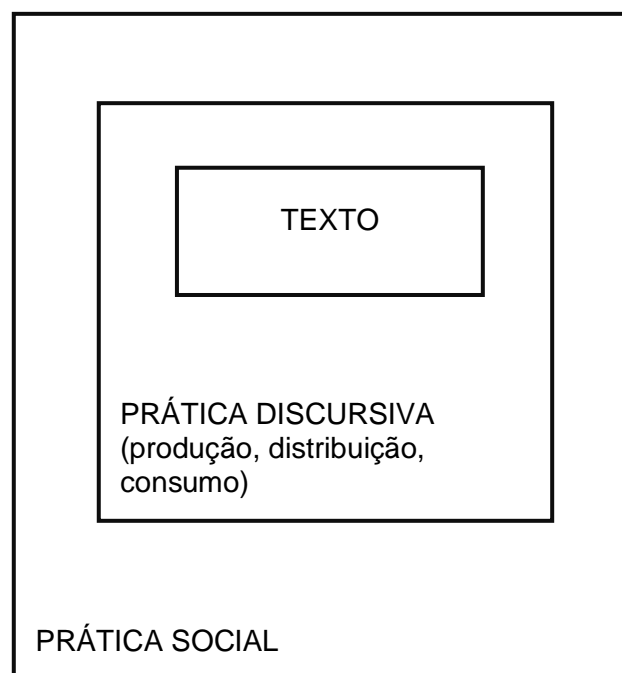 TEXTO
PRÁTICA DISCURSIVA
(produção, distribuição,
consumo)
PRÁTICA SOCIAL